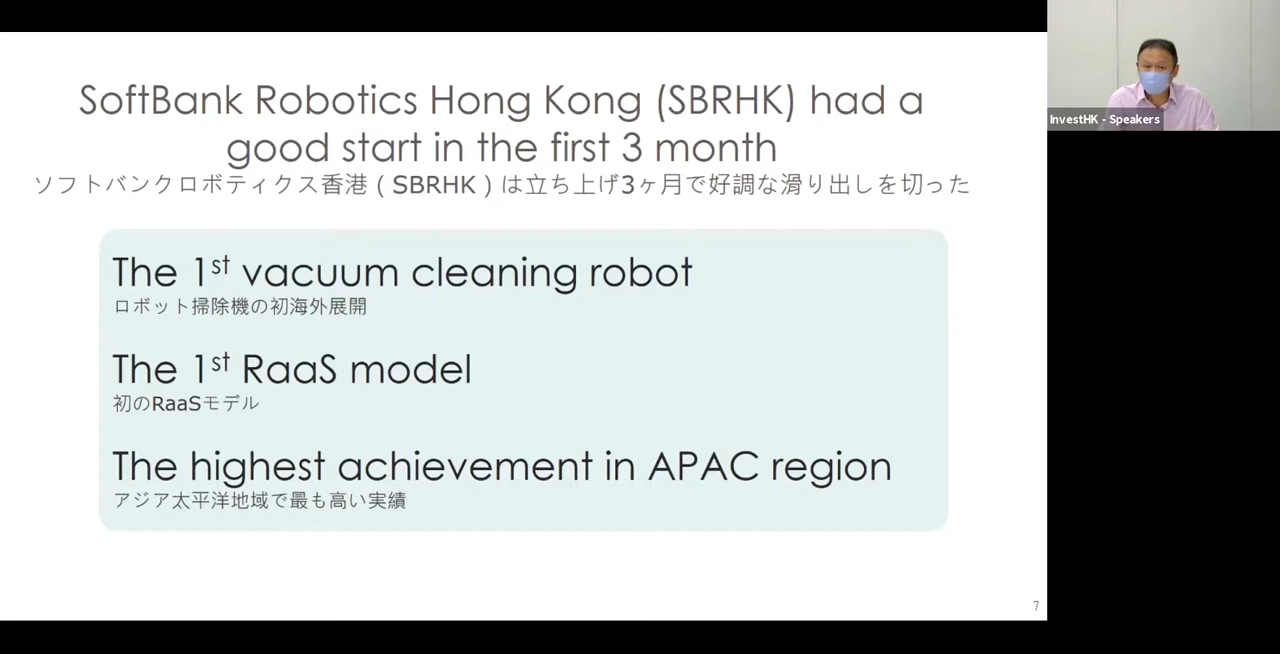 SoftBank Robotics Hong Kong (SBRHK) had a
good start in the first 3 month
ソフトバンクロボティクス香港（SBRHK）は立ち上げ3ヶ月で好調な滑り出しを切った
The 1st vacuum cleaning robot
ロボット掃除機の初海外展開
The 1st RaaS model
初のRaaSモデル
The highest achievement in APAC region
アジア太平洋地域で最も高い実績
7
InvestHK - Speakers